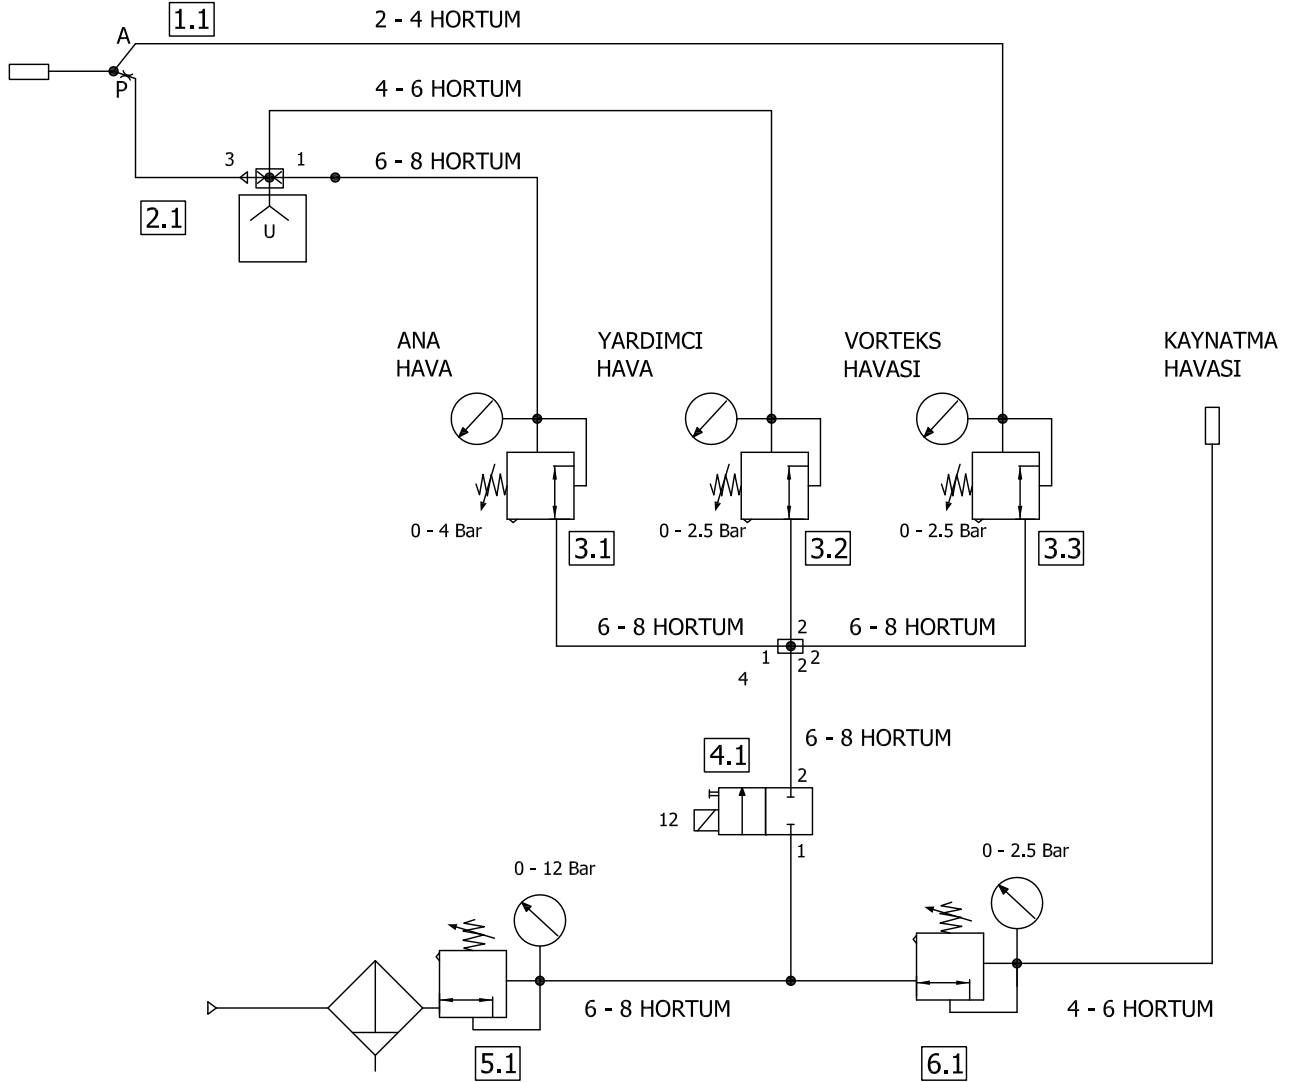 1.1
2 - 4 HORTUM
A
P
4 - 6 HORTUM
3
1
6 - 8 HORTUM
2.1
U
ANA
HAVA
YARDIMCI
HAVA
VORTEKS
HAVASI
KAYNATMA
HAVASI
0 - 4 Bar
3.1
0 - 2.5 Bar
3.2
0 - 2.5 Bar
3.3
6 - 8 HORTUM
2
6 - 8 HORTUM
1
2
2
4
6 - 8 HORTUM
4.1
2
12
1
0 - 12 Bar
0 - 2.5 Bar
6 - 8 HORTUM
4 - 6 HORTUM
5.1
6.1